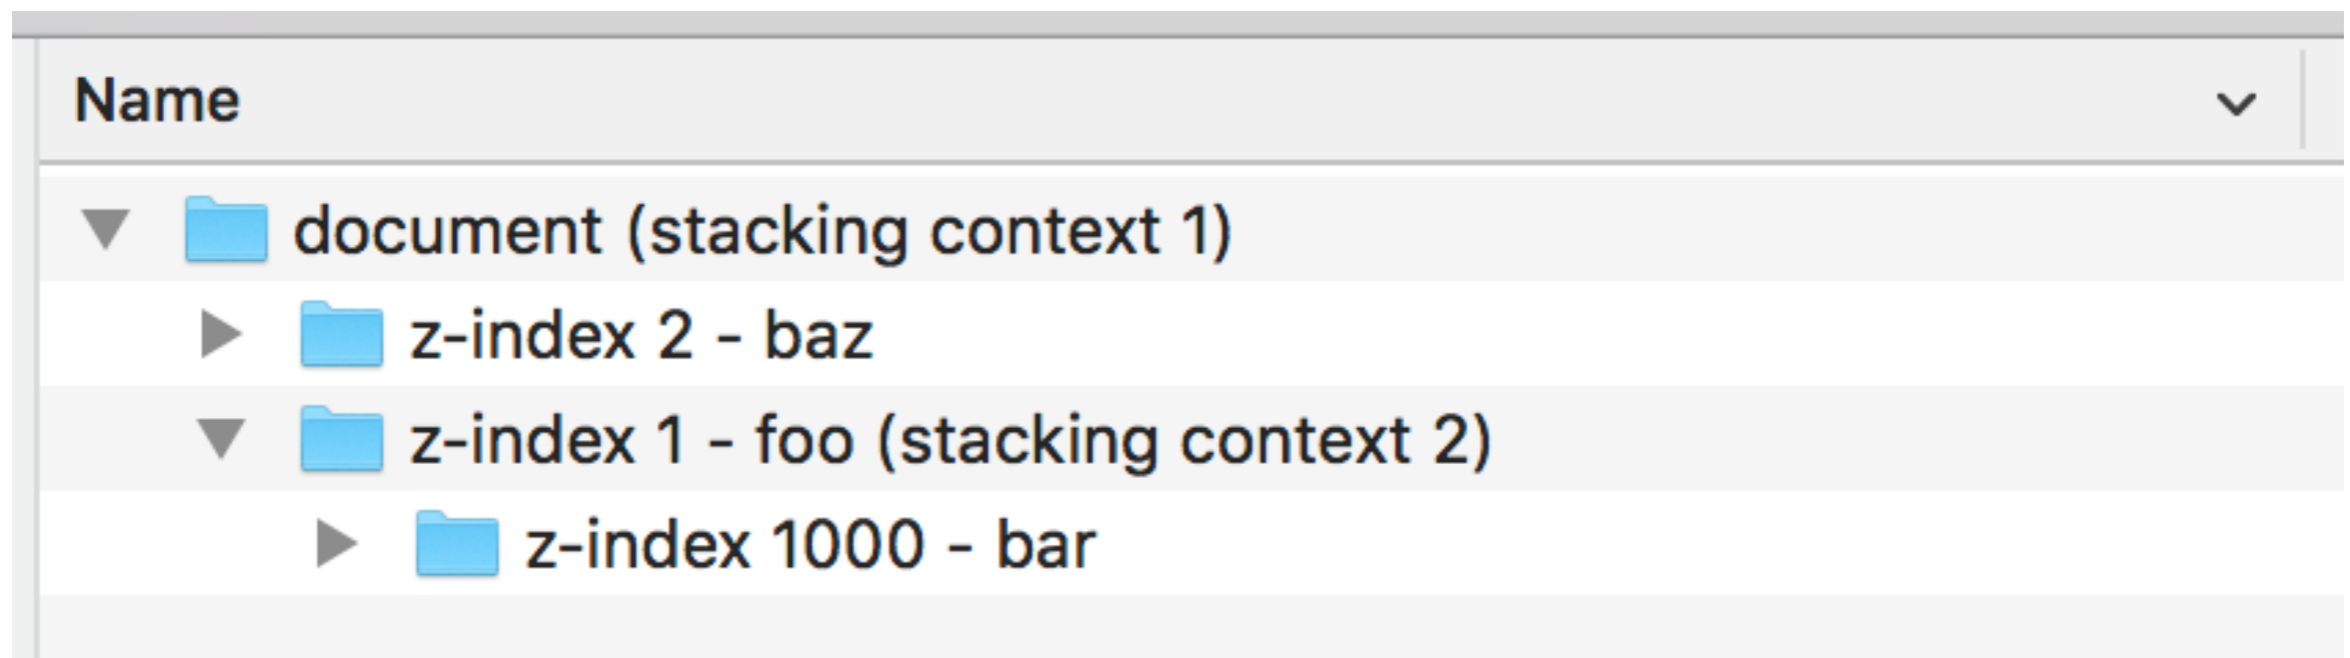 Name
document (stacking context 1)
z-index 2 - baz
z-index 1 - foo (stacking context 2)
z-index 1000 - bar